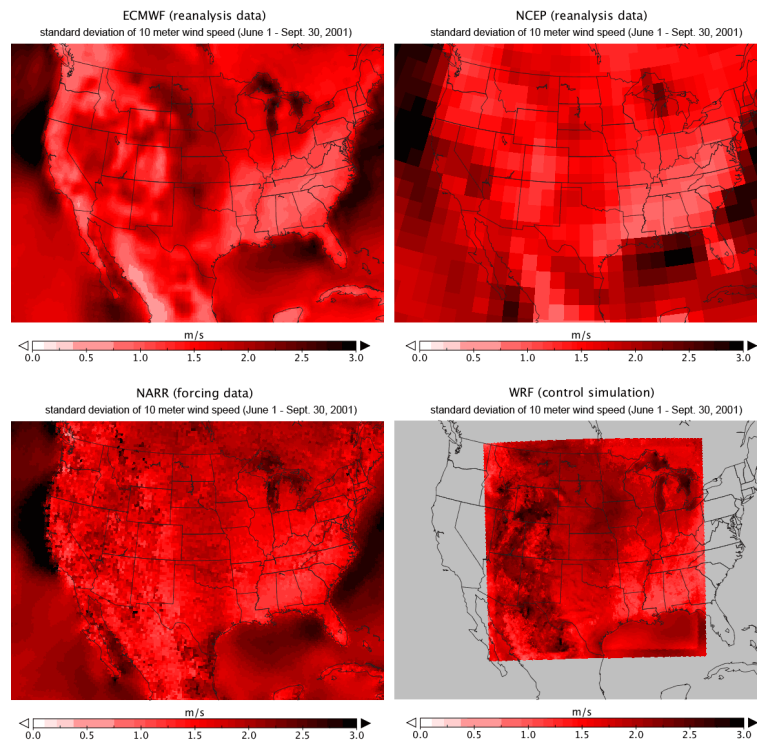 ECMWF (reanalysis data)
standard deviation of 10 meter wind speed (June 1 - Sept. 30, 2001)
m/s
0.0 0.5 1.0 1.5 2.0 2.5 3.0
NCEP (reanalysis data)
standard deviation of 10 meter wind speed (June 1 - Sept. 30, 2001)
m/s
0.0 0.5 1.0 1.5 2.0 2.5 3.0
NARR (forcing data)
standard deviation of 10 meter wind speed (June 1 - Sept. 30, 2001)
m/s
0.0 0.5 1.0 1.5 2.0 2.5 3.0
WRF (control simulation)
standard deviation of 10 meter wind speed (June 1 - Sept. 30, 2001)
m/s
0.0 0.5 1.0 1.5 2.0 2.5 3.0